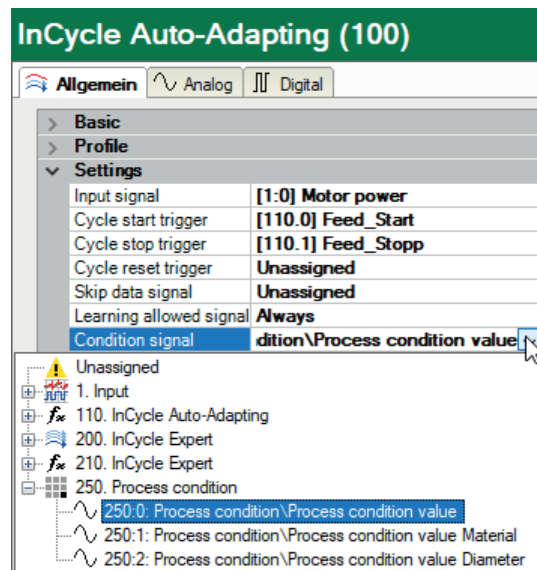 InCycle Auto-Adapting (100)
Allgemein Analog Digital
Basic
Profile
Settings
Input signal [1:0] Motor power
Cycle start trigger [110.0] Feed_Start
Cycle stop trigger [110.1] Feed_Stopp
Cycle reset trigger Unassigned
Skip data signal Unassigned
Learning allowed signal Always
Condition signal dition\Process condition value
Unassigned
1. Input
fx 110. InCycle Auto-Adapting
200. InCycle Expert
fx 210. InCycle Expert
250. Process condition
250:0: Process condition\Process condition value
250:1: Process condition\Process condition value Material
250:2: Process condition\Process condition value Diameter